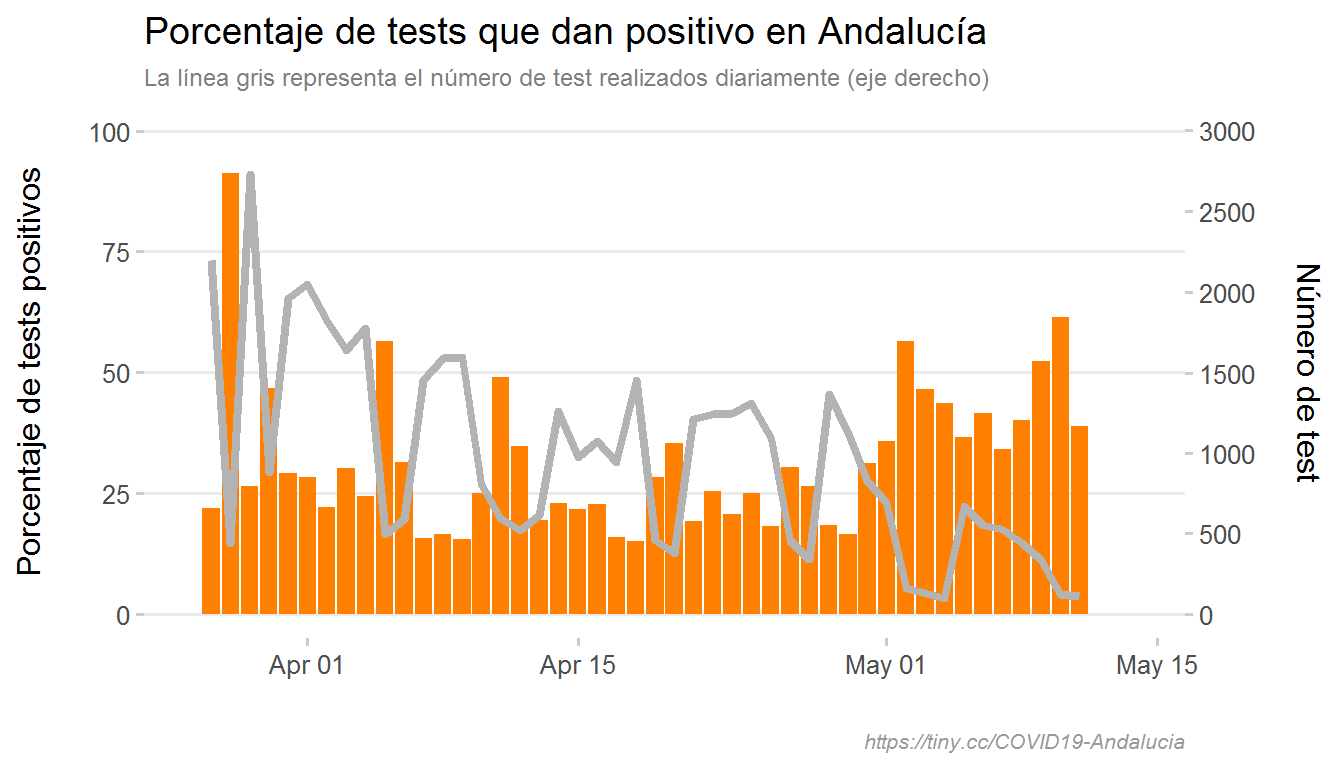 Porcentaje de tests que dan positivo en Andalucía
La línea gris representa el número de test realizados diariamente (eje derecho)
Porcentaje de tests positivos
100
75
50
25
0
3000
2500
2000
1500
1000
500
0
Número de test
Apr 01
Apr 15
May 01
May 15
https://tiny.cc/COVID19-Andalucia